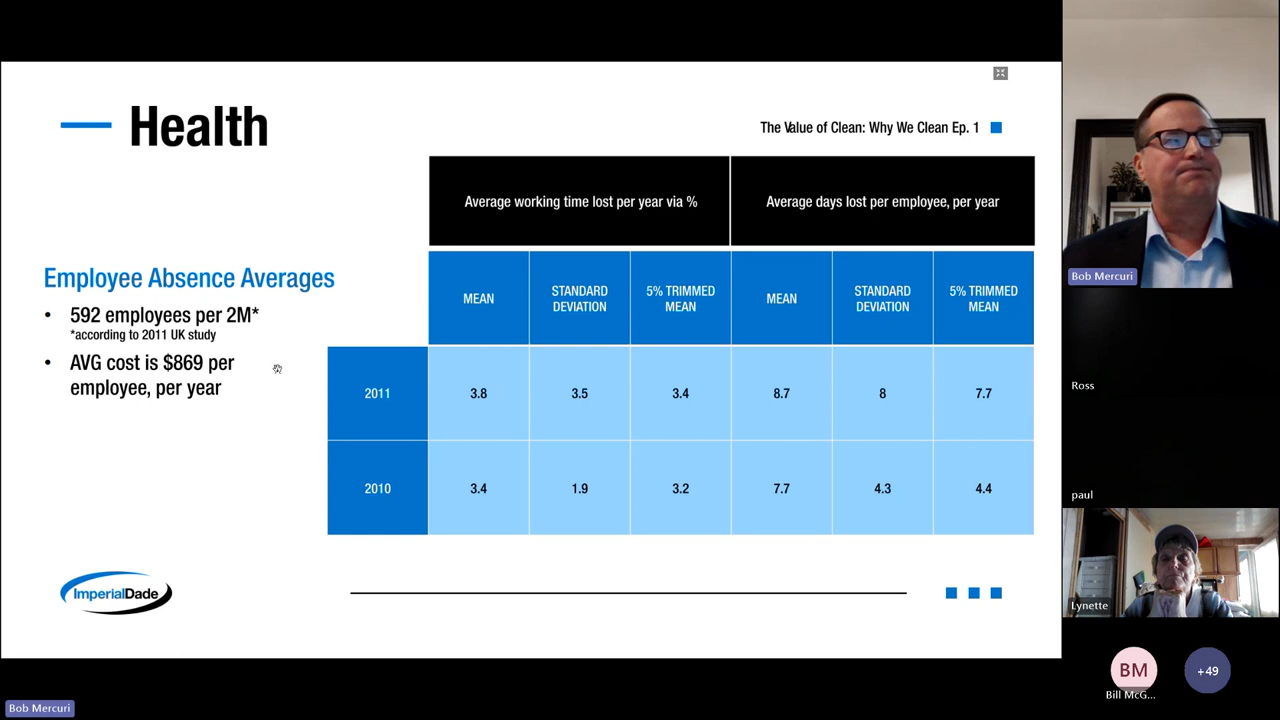 Health
The Value of Clean: Why We Clean Ep. 1
Average working time lost per year via %
Average days lost per employee, per year
Employee Absence Averages
• 592 employees per 2M*
*according to 2011 UK study
• AVG cost is $869 per
employee, per year
MEAN
STANDARD
DEVIATION
5% TRIMMED
MEAN
MEAN
STANDARD
DEVIATION
5% TRIMMED
MEAN
2011 3.8 3.5 3.4 8.7 8 7.7
2010 3.4 1.9 3.2 7.7 4.3 4.4
ImperialDade
Bob Mercuri
Ross
paul
Lynette
BM
Bill McG...
+49
Bob Mercuri